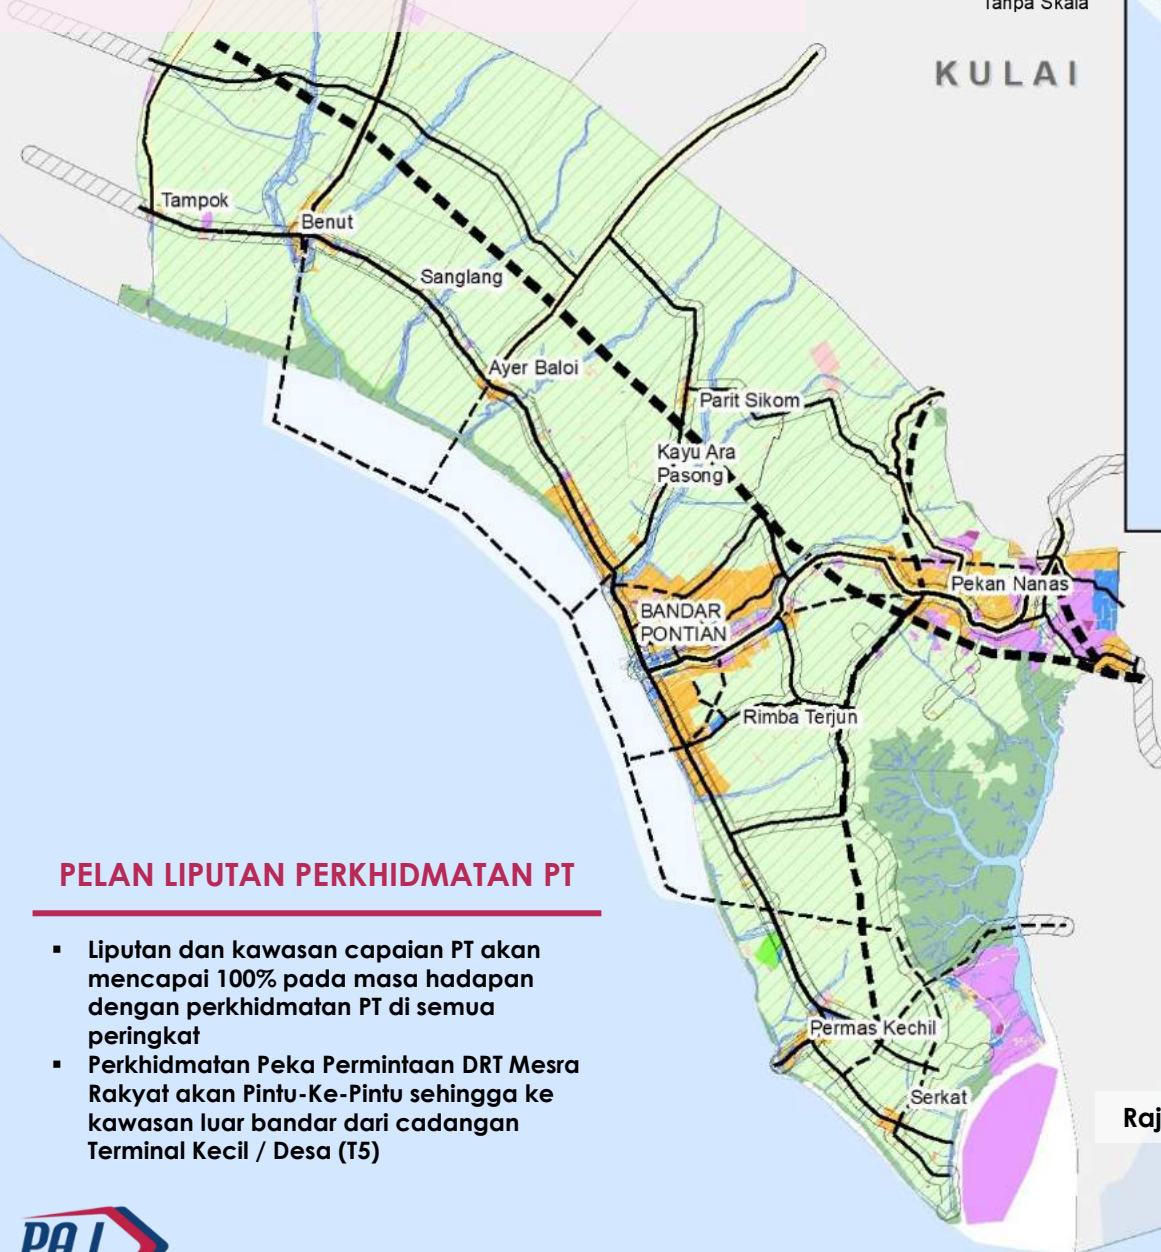 Tanpa Skala
KULAI
Tampok
Benut
Sanglang
Ayer Baloi
Parit Sikom
Kayu Ara
Pasong
Pekan Nanas
BANDAR
PONTIAN
Rimba Terjun
PELAN LIPUTAN PERKHIDMATAN PT
▪ Liputan dan kawasan capaian PT akan
mencapai 100% pada masa hadapan
dengan perkhidmatan PT di semua
peringkat
▪ Perkhidmatan Peka Permintaan DRT Mesra
Rakyat akan Pintu-Ke-Pintu sehingga ke
kawasan luar bandar dari cadangan
Terminal Kecil / Desa (T5)
Permas Kechil
Serkat
Raj
PAJ